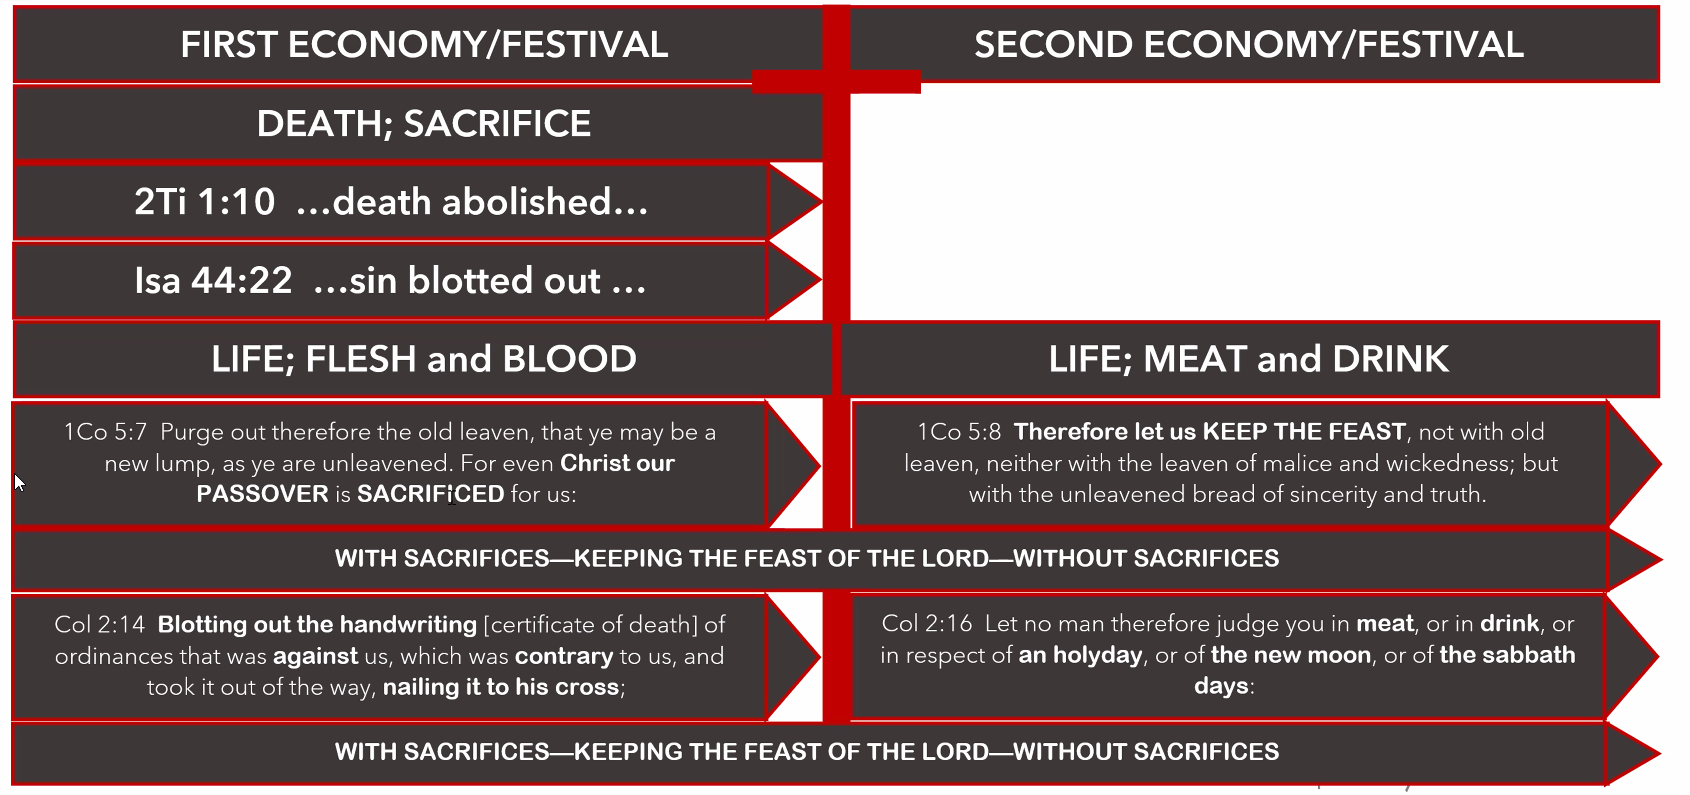 FIRST ECONOMY/FESTIVAL
SECOND ECONOMY/FESTIVAL
DEATH; SACRIFICE
2Ti 1:10 …death abolished…
Isa 44:22 …sin blotted out …
LIFE; FLESH and BLOOD
LIFE; MEAT and DRINK
1Co 5:7 Purge out therefore the old leaven, that ye may be a
new lump, as ye are unleavened. For even Christ our
PASSOVER is SACRIFICED for us:
1Co 5:8 Therefore let us KEEP THE FEAST, not with old
leaven, neither with the leaven of malice and wickedness; but
with the unleavened bread of sincerity and truth.
WITH SACRIFICES—KEEPING THE FEAST OF THE LORD—WITHOUT SACRIFICES
Col 2:14 Blotting out the handwriting [certificate of death] of
ordinances that was against us, which was contrary to us, and
took it out of the way, nailing it to his cross;
Col 2:16 Let no man therefore judge you in meat, or in drink, or
in respect of an holyday, or of the new moon, or of the sabbath
days:
WITH SACRIFICES—KEEPING THE FEAST OF THE LORD—WITHOUT SACRIFICES